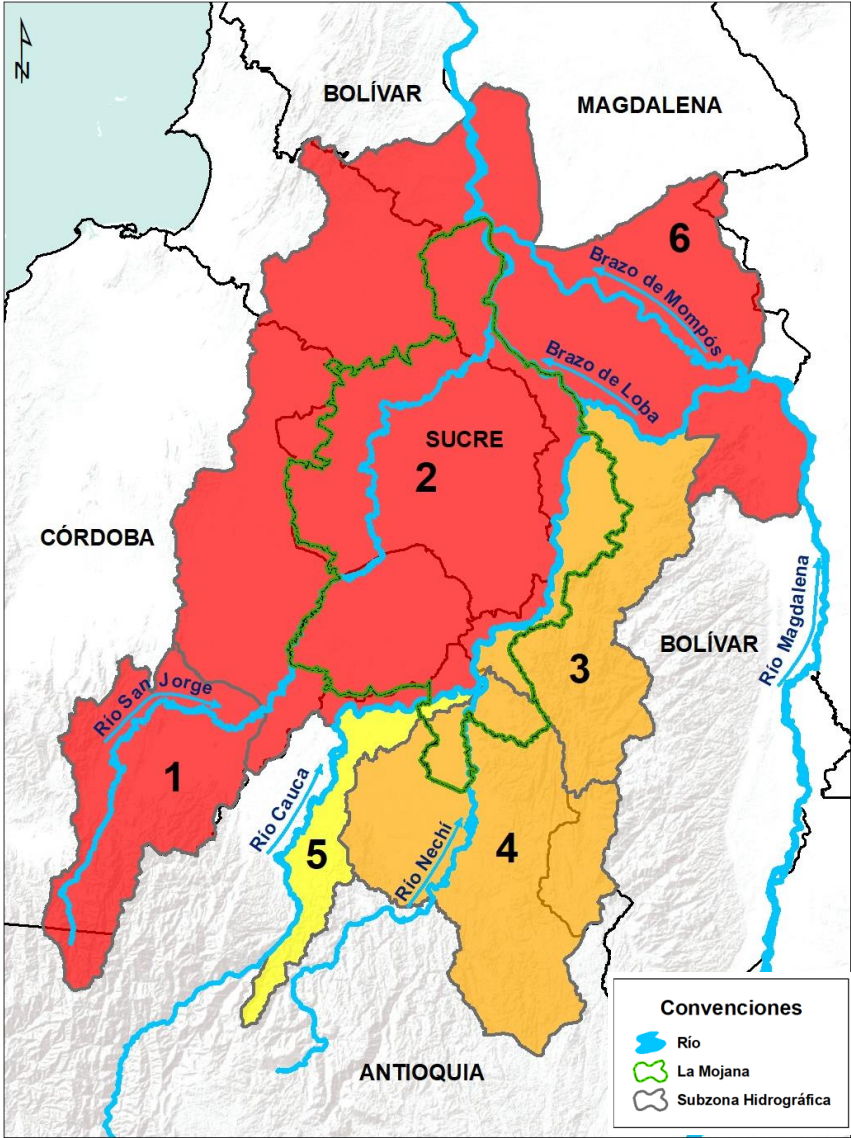 N
BOLÍVAR
MAGDALENA
6
Brazo de Mompós
Brazo de Loba
SUCRE
2
CÓRDOBA
BOLÍVAR
3
Río Magdalena
Río San Jorge
1
Río Cauca
5
Río Nechí
4
ANTIOQUIA
Convenciones
Río
La Mojana
Subzona Hidrográfica